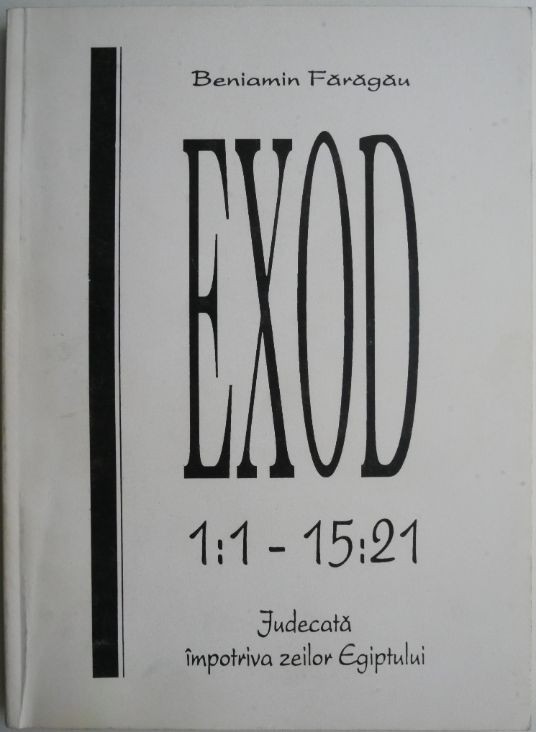 Beniamin Fărăgău
EXOD
1:1 - 15:21
Judecată
împotriva zeilor Egiptului